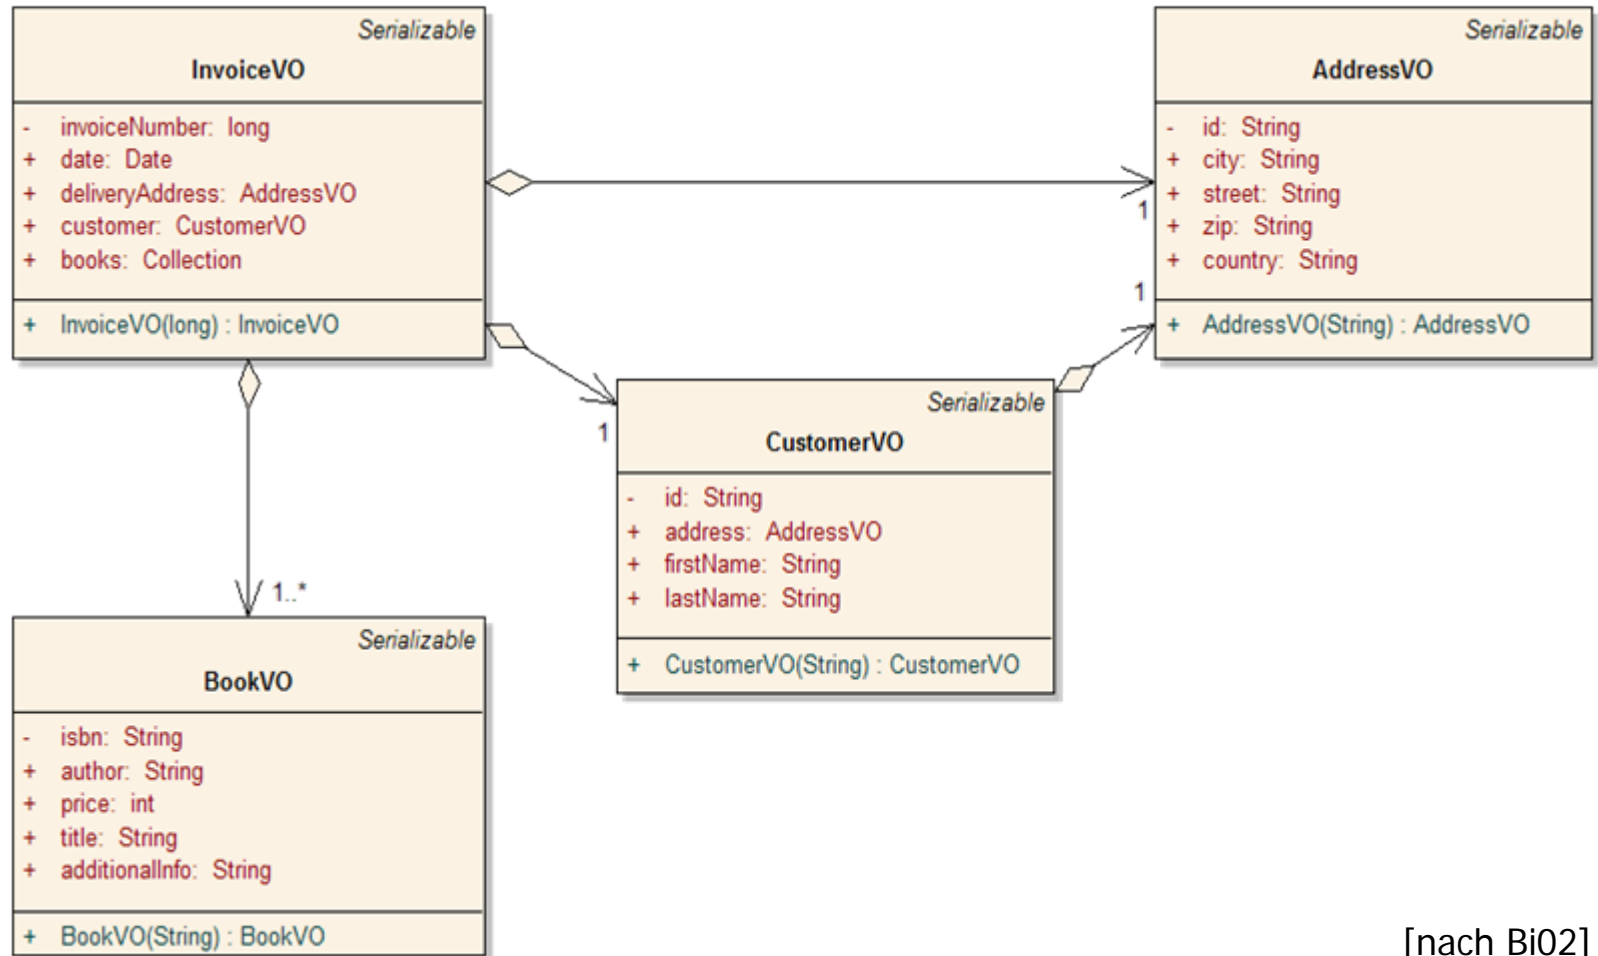 Serializable
InvoiceVO
- invoiceNumber: long
+ date: Date
+ deliveryAddress: AddressVO
+ customer: CustomerVO
+ books: Collection
+ InvoiceVO(long) : InvoiceVO
Serializable
AddressVO
- id: String
+ city: String
+ street: String
+ zip: String
+ country: String
+ AddressVO(String) : AddressVO
1
1
1
Serializable
CustomerVO
- id: String
+ address: AddressVO
+ firstName: String
+ lastName: String
+ CustomerVO(String) : CustomerVO
1..*
Serializable
BookVO
- isbn: String
+ author: String
+ price: int
+ title: String
+ additionalInfo: String
+ BookVO(String) : BookVO
[nach Bi02]